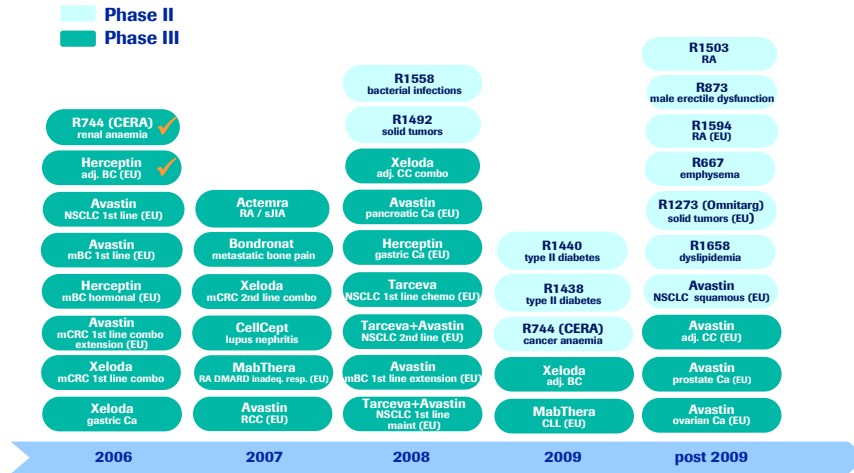 Phase II
Phase III
R744 (CERA)
renal anaemia
Herceptin
adj. BC (EU)
Avastin
NSCLC 1st line (EU)
Avastin
mBC 1st line (EU)
Herceptin
mBC hormonal (EU)
Avastin
mCRC 1st line combo
extension (EU)
Xeloda
mCRC 1st line combo
Xeloda
gastric Ca
Actemra
RA / sJIA
Bondronat
metastatic bone pain
Xeloda
mCRC 2nd line combo
CellCept
lupus nephritis
MabThera
RA DMARD inadeq. resp. (EU)
Avastin
RCC (EU)
R1558
bacterial infections
R1492
solid tumors
Xeloda
adj. CC combo
Avastin
pancreatic Ca (EU)
Herceptin
gastric Ca (EU)
Tarceva
NSCLC 1st line chemo (EU)
Tarceva+Avastin
NSCLC 2nd line (EU)
Avastin
mBC 1st line extension (EU)
Tarceva+Avastin
NSCLC 1st line
maint (EU)
R1440
type II diabetes
R1438
type II diabetes
R744 (CERA)
cancer anaemia
Xeloda
adj. BC
MabThera
CLL (EU)
R1503
RA
R873
male erectile dysfunction
R1594
RA (EU)
R667
emphysema
R1273 (Omnitarg)
solid tumors (EU)
R1658
dyslipidemia
Avastin
NSCLC squamous (EU)
Avastin
adj. CC (EU)
Avastin
prostate Ca (EU)
Avastin
ovarian Ca (EU)
2006
2007
2008
2009
post 2009